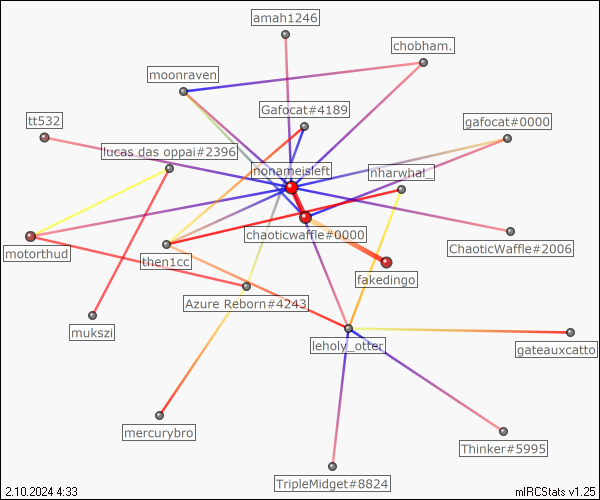 amah1246
chobham.
moonraven
Gafocat#4189
tt532
gafocat#0000
lucas das oppai#2396
nonameisleft
nharwhal_
chaoticwaffle#0000
ChaoticWaffle#2006
motorthud
then1cc
fakedingo
Azure Reborn#4243
mukszi
leholy_otter
gateauxcatto
mercurybro
Thinker#5995
TripleMidget#8824
2.10.2024 4:33
mIRCStats v1.25